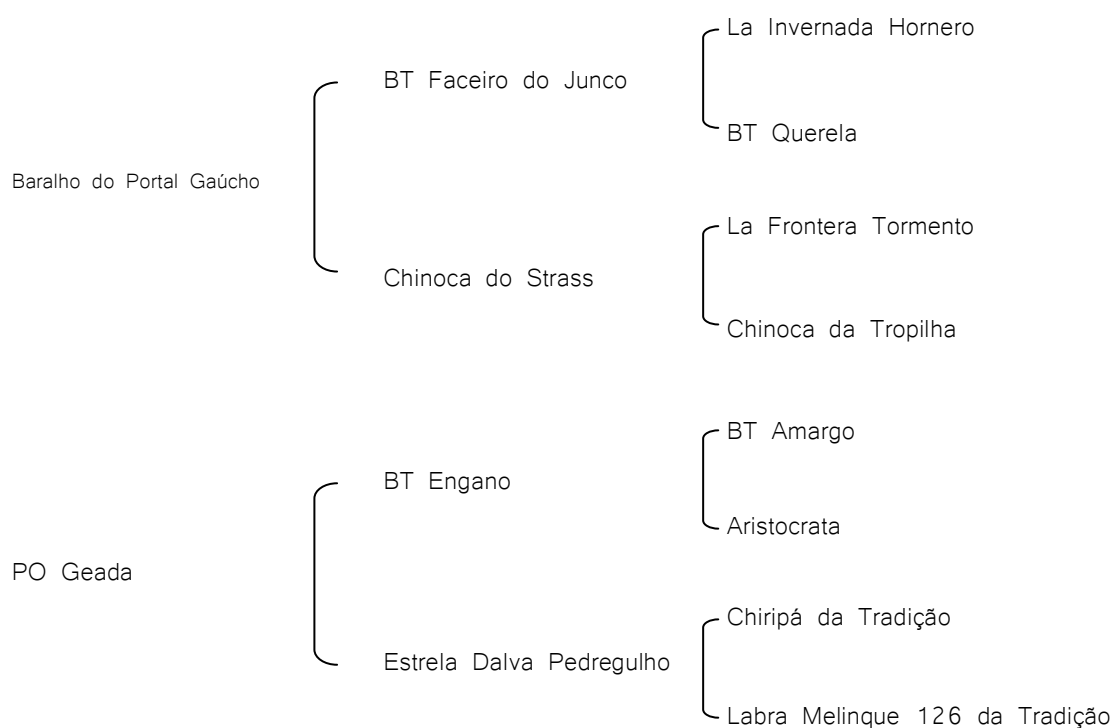 La Invernada Hornero
BT Faceiro do Junco
BT Querela
Baralho do Portal Gaúcho
La Frontera Tormento
Chinoca do Strass
Chinoca da Tropilha
BT Amargo
BT Engano
Aristocrata
PO Geada
Chiripá da Tradição
Estrela Dalva Pedregulho
Labra Melinque 126 da Tradição